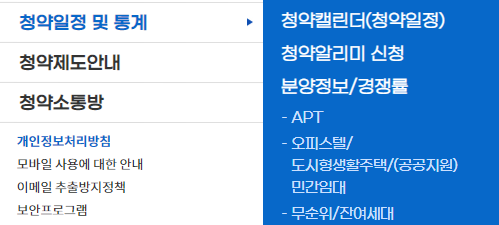 청약일정 및 통계
청약제도안내
청약소통방
개인정보처리방침
모바일 사용에 대한 안내
이메일 추출방지정책
보안프로그램
청약캘린더(청약일정)
청약알리미 신청
분양정보/경쟁률
- APT
- 오피스텔/
도시형생활주택/(공공지원)
민간임대
- 무순위/잔여세대